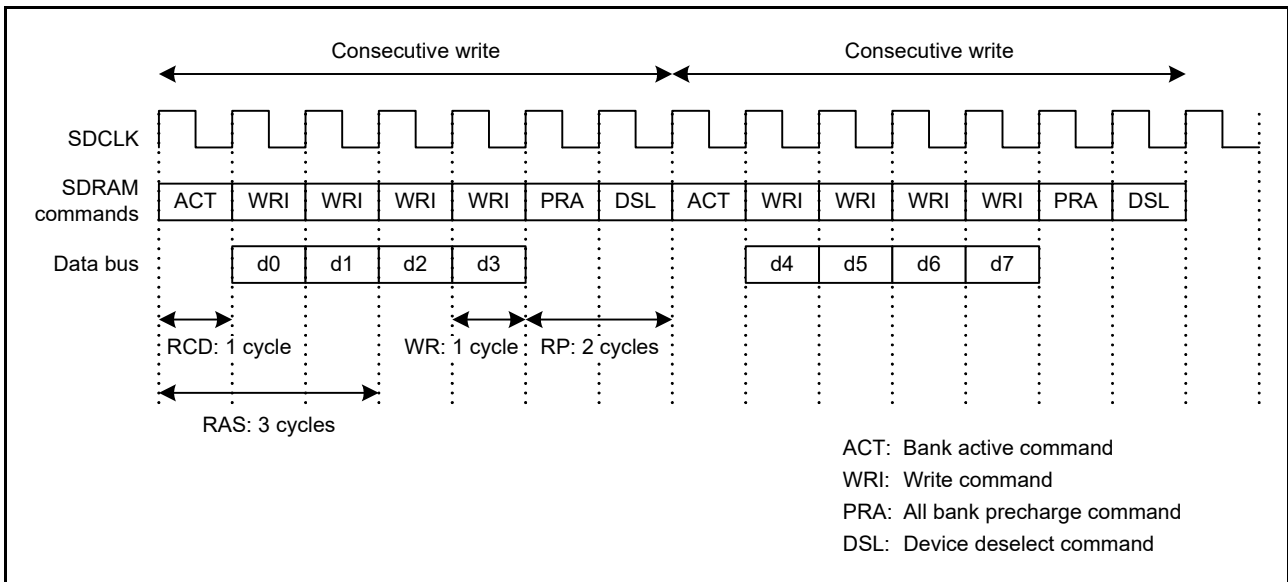 Consecutive write Consecutive write
SDCLK
SDRAM
commands
ACT WRI WRI WRI WRI PRA DSL ACT WRI WRI WRI WRI PRA DSL
Data bus d0 d1 d2 d3 d4 d5 d6 d7
RCD: 1 cycle WR: 1 cycle RP: 2 cycles
RAS: 3 cycles
ACT: Bank active command
WRI: Write command
PRA: All bank precharge command
DSL: Device deselect command